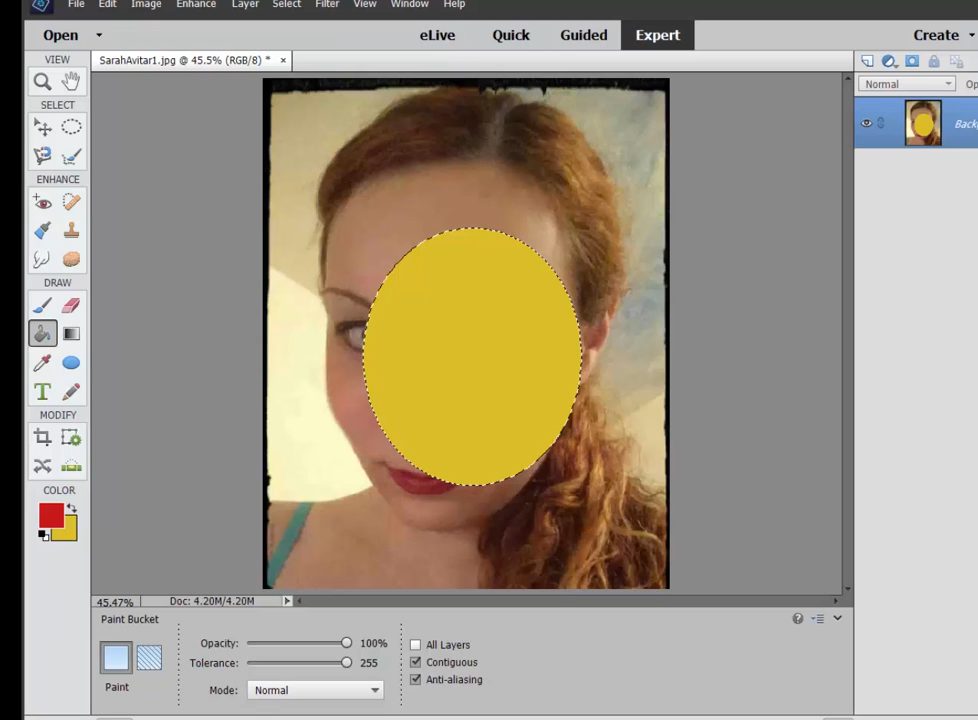 File Edit Image Enhance Layer Select Filter View Window Help
Open eLive Quick Guided Expert Create
VIEW SarahAvitar1.jpg @ 45.5% (RGB/8) * ×
Normal Op
SELECT
Back
ENHANCE
DRAW
T
MODIFY
COLOR
45.47% Doc: 4.20M/4.20M
Paint Bucket
Opacity: 100% All Layers
Tolerance: 255 Contiguous
Anti-aliasing
Paint Mode: Normal